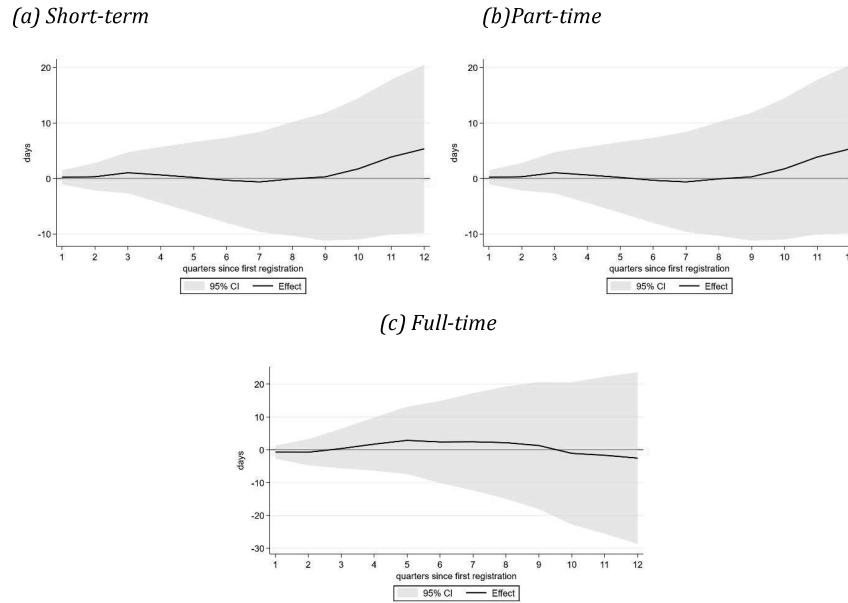 (a) Short-term
(b)Part-time
20
10
0
-10
days
1 2 3 4 5 6 7 8 9 10 11 12
quarters since first registration
95% CI Effect
20
10
0
-10
days
1 2 3 4 5 6 7 8 9 10 11 1
quarters since first registration
95% CI Effect
(c) Full-time
20
10
0
-10
-20
-30
days
1 2 3 4 5 6 7 8 9 10 11 12
quarters since first registration
95% CI Effect